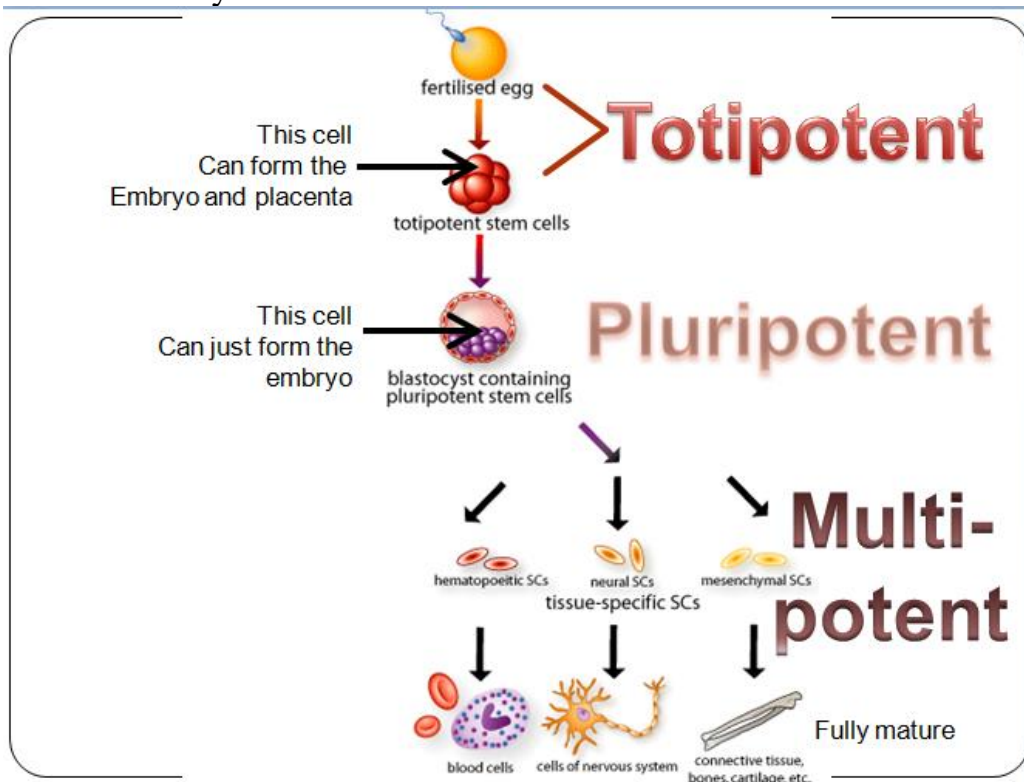 fertilised egg
Totipotent
This cell
Can form the
Embryo and placenta
totipotent stem cells
This cell
Can just form the
embryo
Pluripotent
blastocyst containing
pluripotent stem cells
Multi-
potent
hematopoeitic SCs
neural SCs
mesenchymal SCs
tissue-specific SCs
Fully mature
blood cells
cells of nervous system
connective tissue,
bones, cartilage, etc.